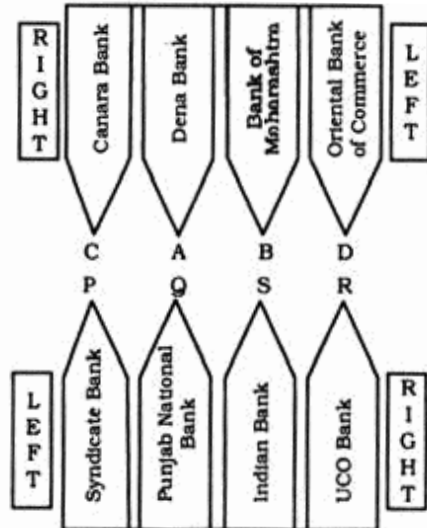 RIGHT
Canara Bank
Dena Bank
Bank of
Maharashtra
Oriental Bank
of Commerce
LEFT
C A B D
P Q S R
LEFT
Syndicate Bank
Punjab National
Bank
Indian Bank
UCO Bank
RIGHT